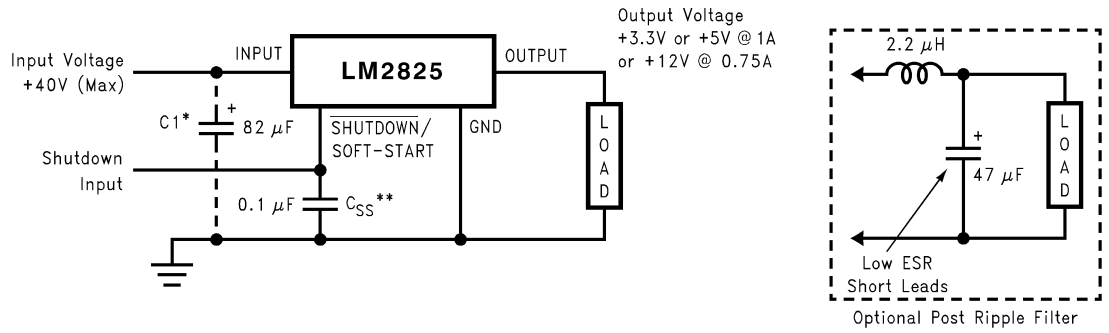 Input Voltage
+40V (Max)
INPUT
LM2825
OUTPUT
Output Voltage
+3.3V or +5V @ 1A
or +12V @ 0.75A
C1*
+
82 μF
SHUTDOWN/
SOFT-START
GND
LOAD
Shutdown
Input
0.1 μF
CSS**
2.2 μH
+
47 μF
LOAD
Low ESR
Short Leads
Optional Post Ripple Filter